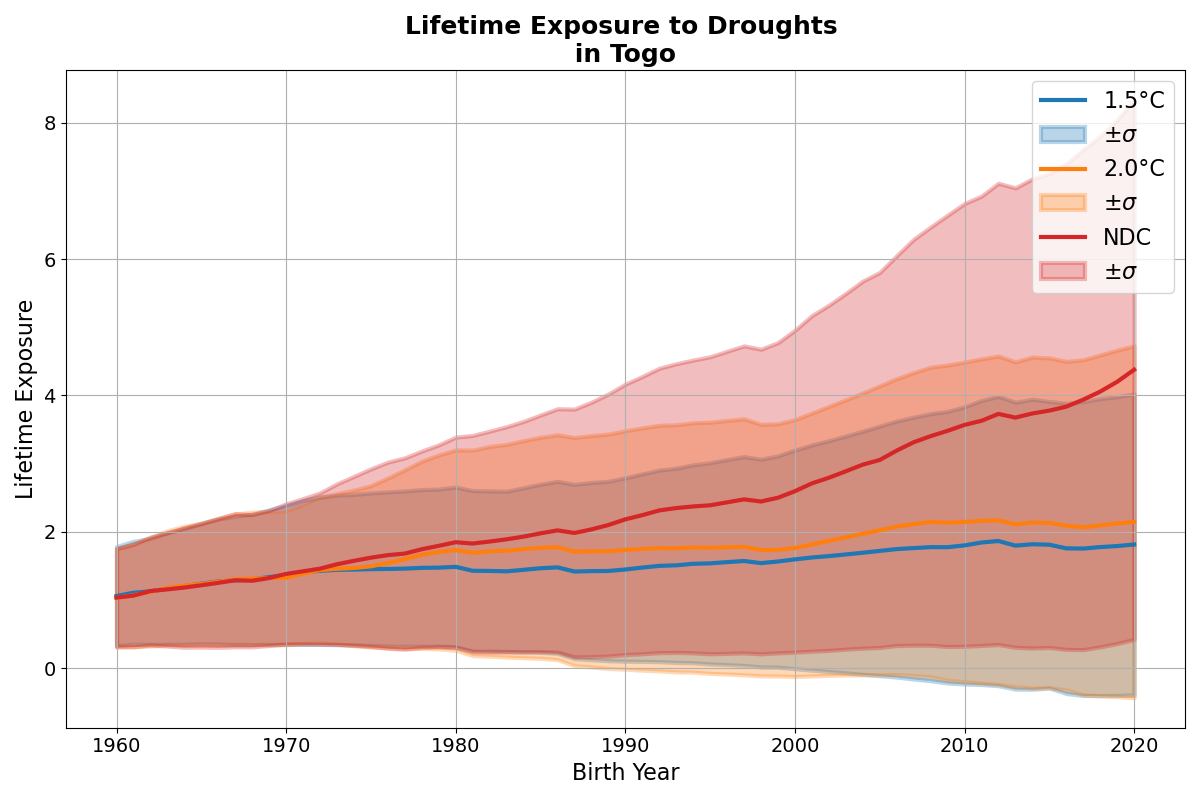 Lifetime Exposure to Droughts
in Togo
Lifetime Exposure
8
6
4
2
0
1960
1970
1980
1990
2000
2010
2020
Birth Year
1.5°C
±σ
2.0°C
±σ
NDC
±σ